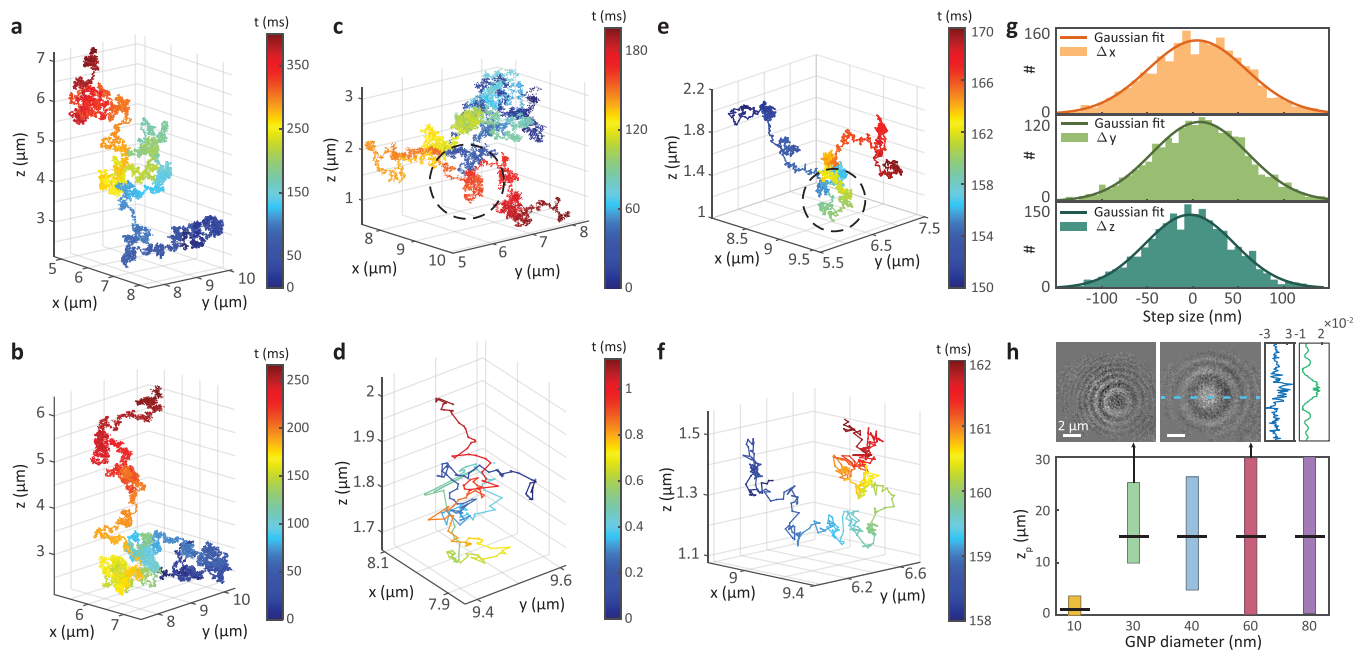 a
t (ms)
350
300
250
200
150
100
50
0
7
6
5
4
3
z (μm)
5
6
7
8
x (μm)
8
9
10
y (μm)
c
t (ms)
180
120
60
0
3
2
1
z (μm)
8
9
10
x (μm)
5
6
7
8
y (μm)
e
t (ms)
170
168
166
164
162
160
158
156
154
152
150
2.2
1.8
1.4
1
z (μm)
8.5
9
9.5
x (μm)
5.5
6.5
7.5
y (μm)
g
160
0
#
Gaussian fit
Δx
120
0
#
Gaussian fit
Δy
150
0
#
Gaussian fit
Δz
-100
-50
0
50
100
Step size (nm)
b
t (ms)
250
200
150
100
50
0
6
5
4
3
z (μm)
6
7
x (μm)
8
9
10
y (μm)
d
t (ms)
1
0.8
0.6
0.4
0.2
0
2
1.9
1.8
1.7
z (μm)
8.1
7.9
x (μm)
9.4
9.6
y (μm)
f
t (ms)
162
161
160
159
158
1.5
1.3
1.1
z (μm)
9
9.4
x (μm)
6.2
6.6
y (μm)
h
-3 3 -1 2 ×10-2
2 μm
30
20
10
0
zp (μm)
10
30
40
60
80
GNP diameter (nm)